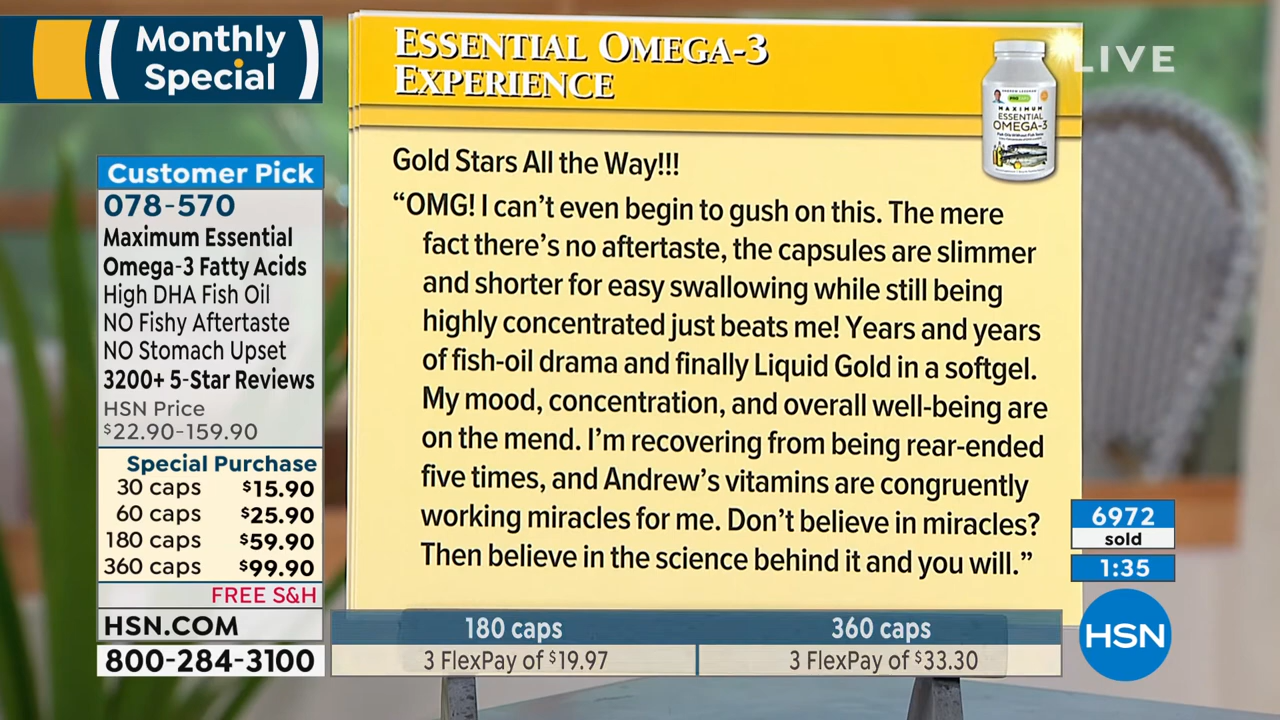 ( Monthly Special )
Customer Pick
078-570
Maximum Essential
Omega-3 Fatty Acids
High DHA Fish Oil
NO Fishy Aftertaste
NO Stomach Upset
3200+ 5-Star Reviews
HSN Price
$22.90-159.90
Special Purchase
30 caps $15.90
60 caps $25.90
180 caps $59.90
360 caps $99.90
FREE S&H
HSN.COM
800-284-3100
ESSENTIAL OMEGA-3
EXPERIENCE
MAXIMUM
ESSENTIAL
OMEGA-3
LIVE
Gold Stars All the Way!!!
“OMG! I can’t even begin to gush on this. The mere
fact there’s no aftertaste, the capsules are slimmer
and shorter for easy swallowing while still being
highly concentrated just beats me! Years and years
of fish-oil drama and finally Liquid Gold in a softgel.
My mood, concentration, and overall well-being are
on the mend. I’m recovering from being rear-ended
five times, and Andrew’s vitamins are congruently
working miracles for me. Don’t believe in miracles?
Then believe in the science behind it and you will.”
6972
sold
1:35
HSN
180 caps
3 FlexPay of $19.97
360 caps
3 FlexPay of $33.30